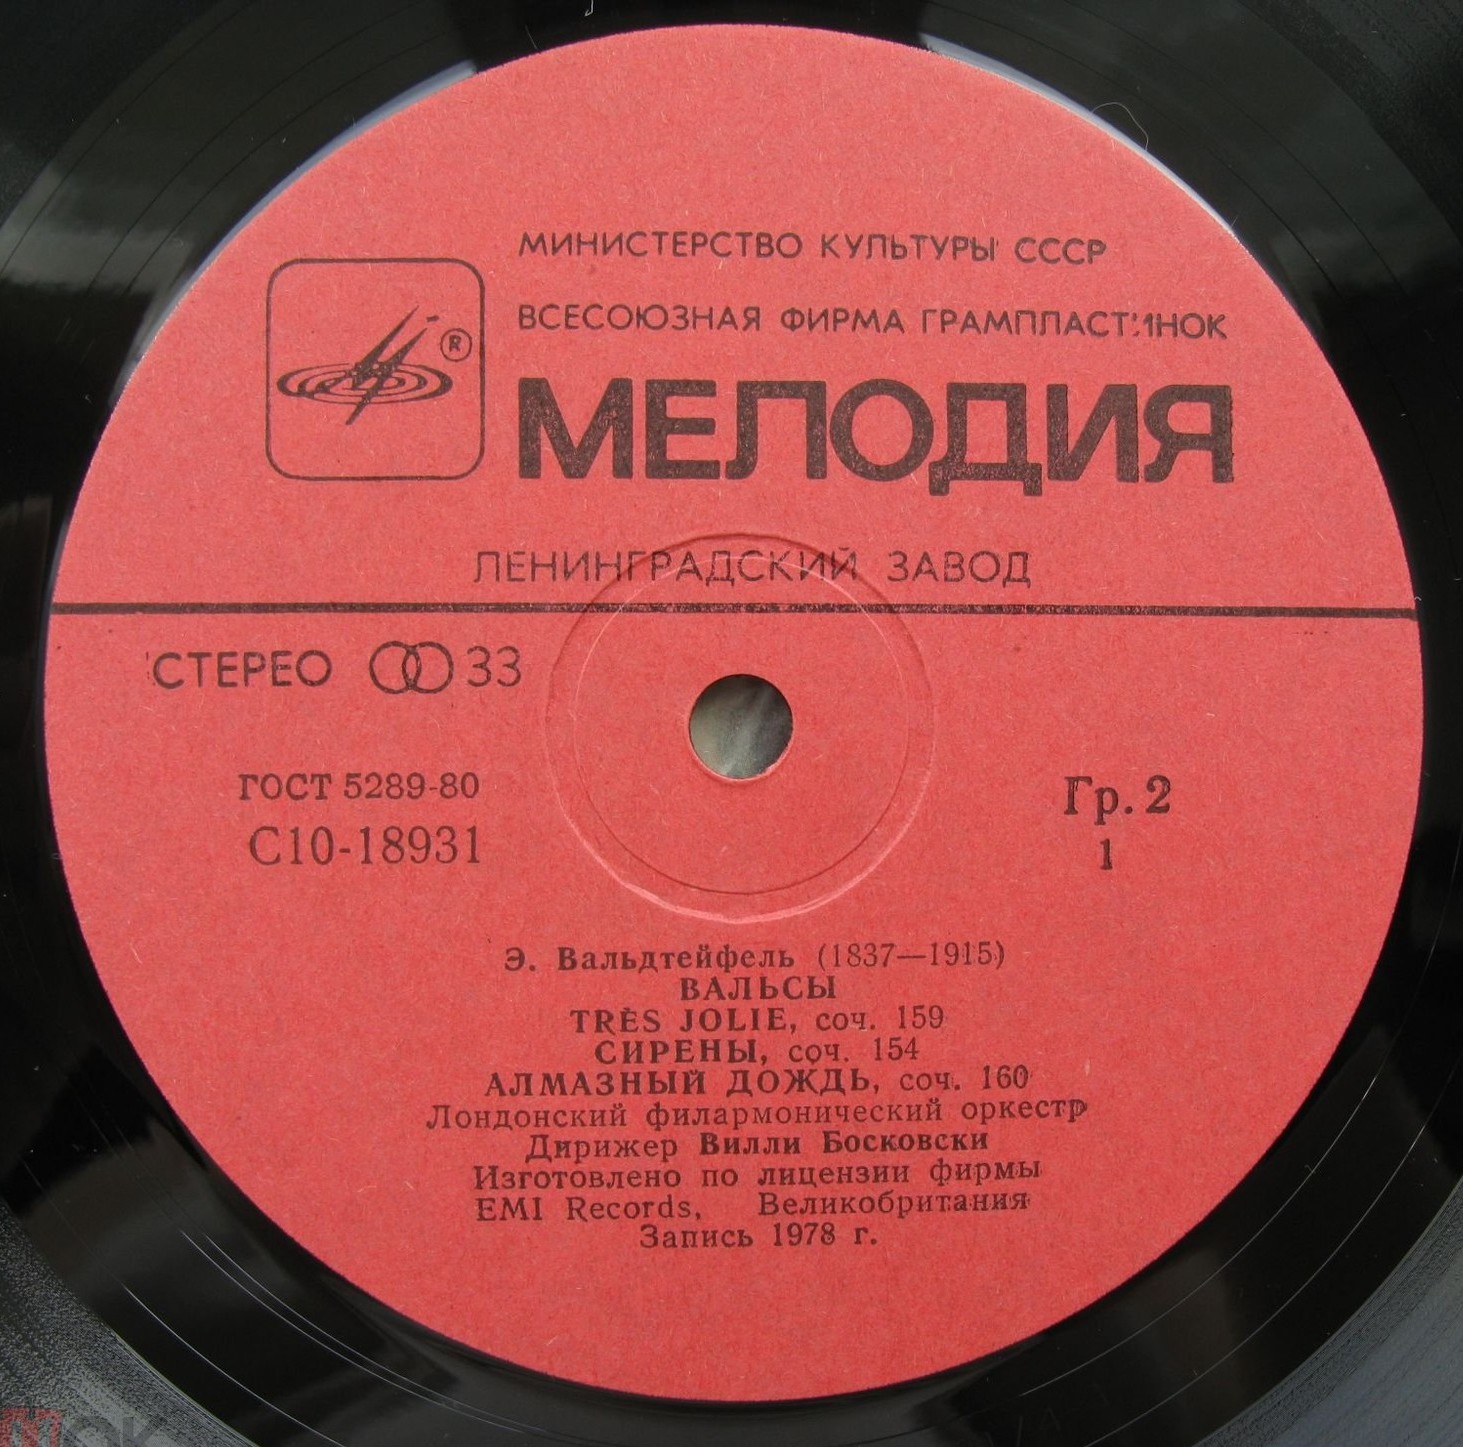 МИНИСТЕРСТВО КУЛЬТУРЫ СССР
ВСЕСОЮЗНАЯ ФИРМА ГРАМПЛАСТИНОК
®
МЕЛОДИЯ
ЛЕНИНГРАДСКИЙ ЗАВОД
СТЕРЕО 33
ГОСТ 5289-80
С10-18931
Гр. 2
1
Э. Вальдтейфель (1837—1915)
ВАЛЬСЫ
TRÈS JOLIE, соч. 159
СИРЕНЫ, соч. 154
АЛМАЗНЫЙ ДОЖДЬ, соч. 160
Лондонский филармонический оркестр
Дирижер Вилли Босковски
Изготовлено по лицензии фирмы
EMI Records, Великобритания
Запись 1978 г.